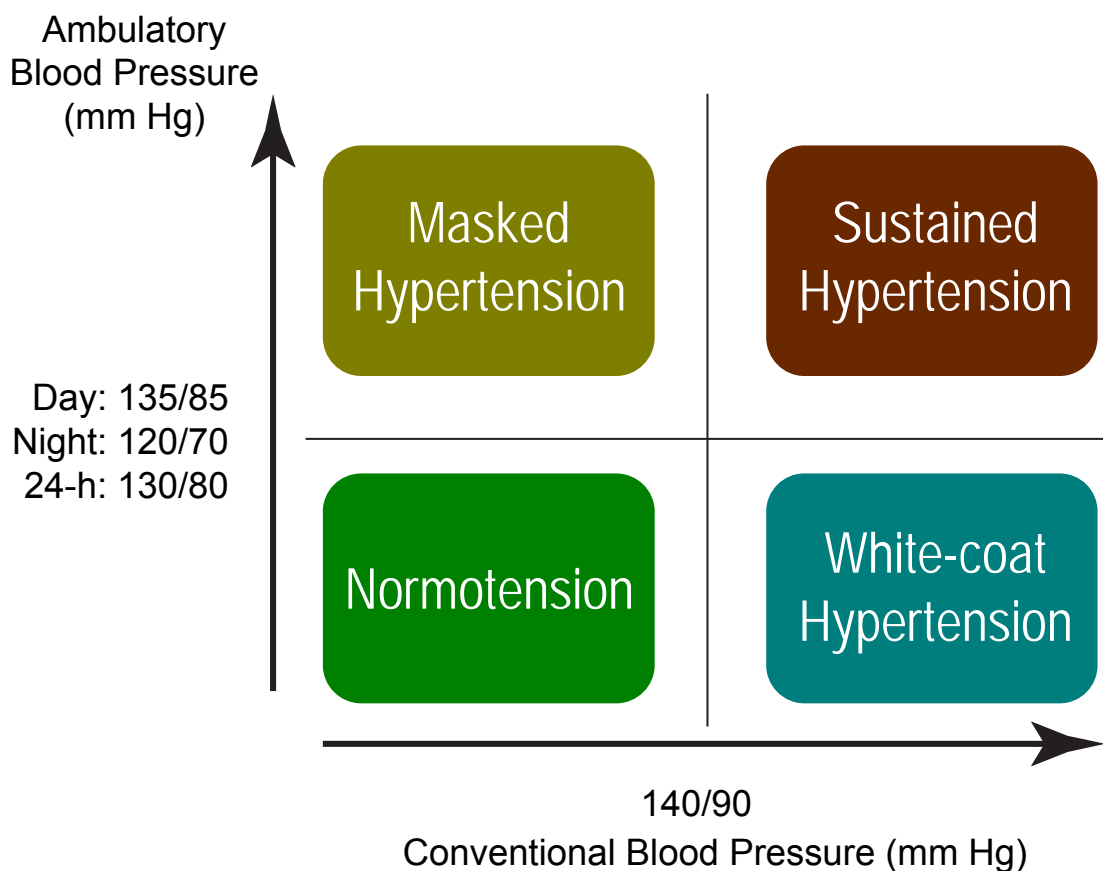 Ambulatory
Blood Pressure
(mm Hg)
Masked
Hypertension
Sustained
Hypertension
Day: 135/85
Night: 120/70
24-h: 130/80
Normotension
White-coat
Hypertension
140/90
Conventional Blood Pressure (mm Hg)